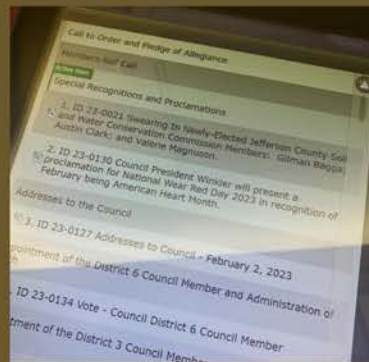 Call to Order and Pledge of Allegiance
Members Roll Call
Special Recognitions and Proclamations
1. ID 23-0021 Swearing In Newly-Elected Jefferson County Soil
and Water Conservation Commission Members: Gilman Bagga,
Austin Clark; and Valerie Magnuson.
2. ID 23-0130 Council President Winkler will present a
proclamation for National Wear Red Day 2023 in recognition of
February being American Heart Month.
Addresses to the Council
3. ID 23-0127 Addresses to Council - February 2, 2023
of the District 6 Council Member and Administration of
ID 23-0134 Vote - Council District 6 Council Member
of the District 3 Council